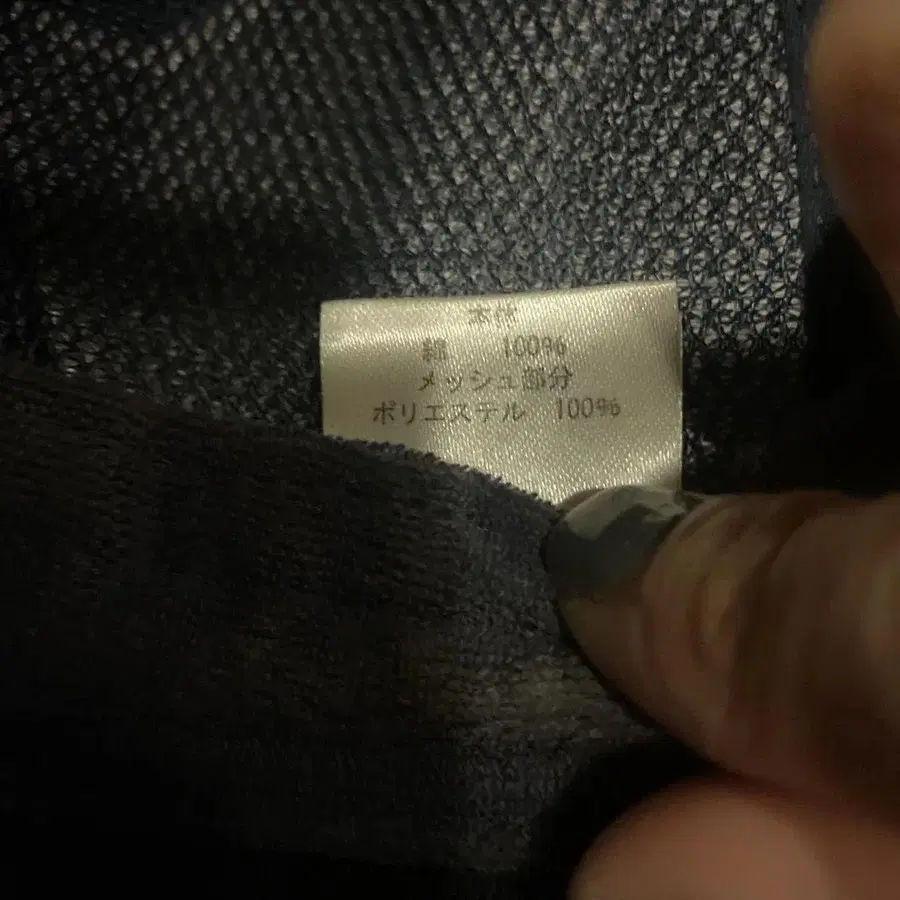 本体
綿 100%
メッシュ部分
ポリエステル 100%